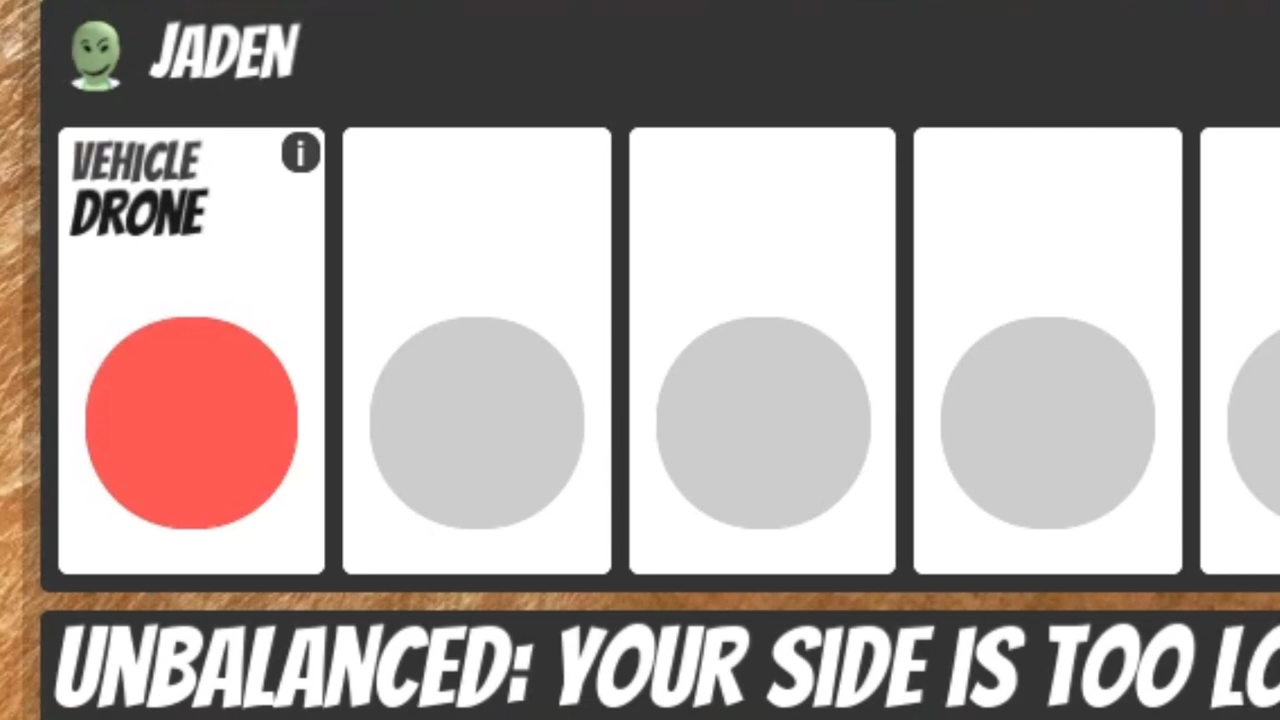 JADEN
VEHICLE
DRONE
i
UNBALANCED: YOUR SIDE IS TOO